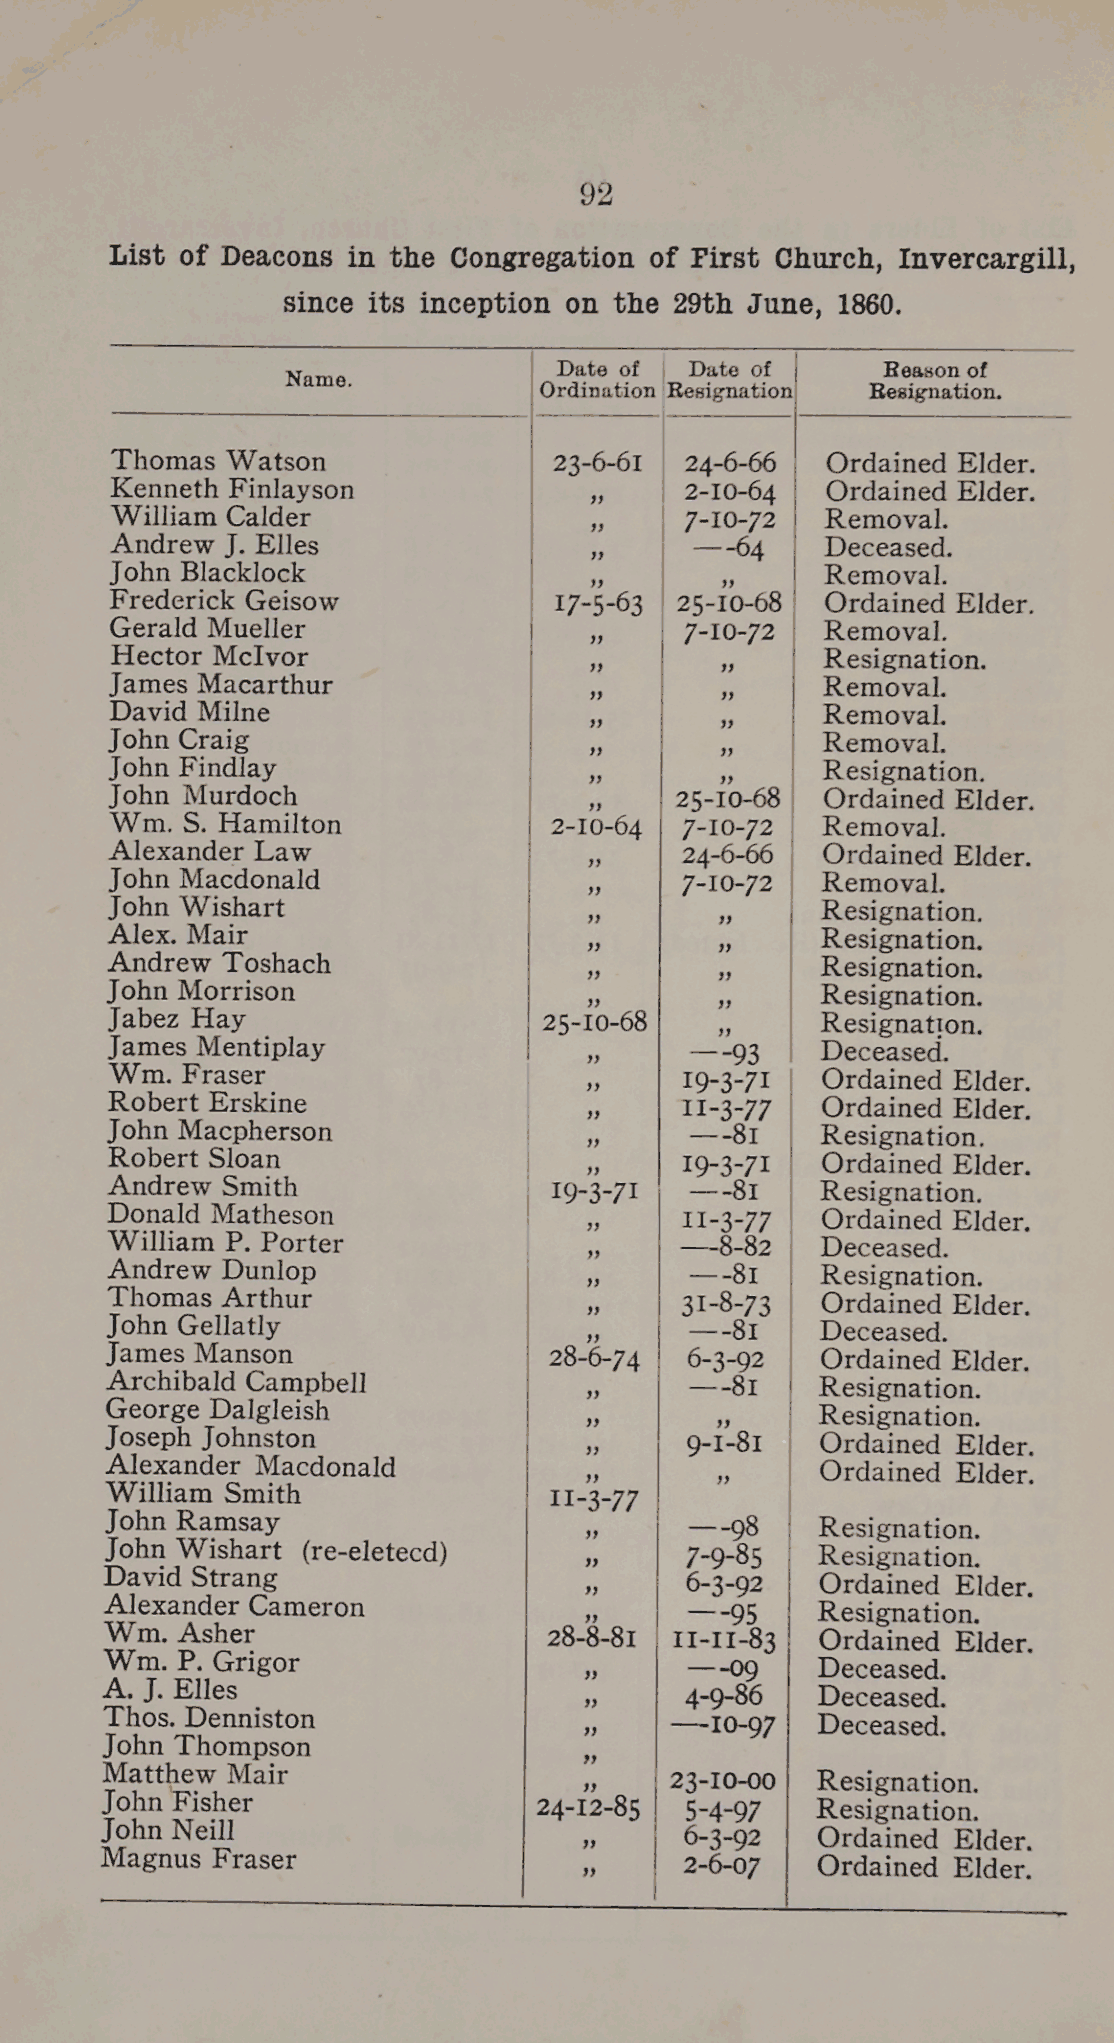 92
List of Deacons in the Congregation of First Church, Invercargill,
since its inception on the 29th June, 1860.
Name. Date of Ordination Date of Resignation Reason of Resignation.
Thomas Watson 23-6-61 24-6-66 Ordained Elder.
Kenneth Finlayson ,, 2-10-64 Ordained Elder.
William Calder ,, 7-10-72 Removal.
Andrew J. Elles ,, — -64 Deceased.
John Blacklock ,, ,, Removal.
Frederick Geisow 17-5-63 25-10-68 Ordained Elder.
Gerald Mueller ,, 7-10-72 Removal.
Hector McIvor ,, ,, Resignation.
James Macarthur ,, ,, Removal.
David Milne ,, ,, Removal.
John Craig ,, ,, Removal.
John Findlay ,, ,, Resignation.
John Murdoch ,, 25-10-68 Ordained Elder.
Wm. S. Hamilton 2-10-64 7-10-72 Removal.
Alexander Law ,, 24-6-66 Ordained Elder.
John Macdonald ,, 7-10-72 Removal.
John Wishart ,, ,, Resignation.
Alex. Mair ,, ,, Resignation.
Andrew Toshach ,, ,, Resignation.
John Morrison ,, ,, Resignation.
Jabez Hay 25-10-68 ,, Resignation.
James Mentiplay ,, — -93 Deceased.
Wm. Fraser ,, 19-3-71 Ordained Elder.
Robert Erskine ,, 11-3-77 Ordained Elder.
John Macpherson ,, — -81 Resignation.
Robert Sloan ,, 19-3-71 Ordained Elder.
Andrew Smith 19-3-71 — -81 Resignation.
Donald Matheson ,, 11-3-77 Ordained Elder.
William P. Porter ,, —-8-82 Deceased.
Andrew Dunlop ,, — -81 Resignation.
Thomas Arthur ,, 31-8-73 Ordained Elder.
John Gellatly ,, — -81 Deceased.
James Manson 28-6-74 6-3-92 Ordained Elder.
Archibald Campbell ,, — -81 Resignation.
George Dalgleish ,, ,, Resignation.
Joseph Johnston ,, 9-1-81 Ordained Elder.
Alexander Macdonald ,, ,, Ordained Elder.
William Smith 11-3-77
John Ramsay ,, — -98 Resignation.
John Wishart (re-eletecd) ,, 7-9-85 Resignation.
David Strang ,, 6-3-92 Ordained Elder.
Alexander Cameron ,, — -95 Resignation.
Wm. Asher 28-8-81 11-11-83 Ordained Elder.
Wm. P. Grigor ,, — -09 Deceased.
A. J. Elles ,, 4-9-86 Deceased.
Thos. Denniston ,, —-10-97 Deceased.
John Thompson ,,
Matthew Mair ,, 23-10-00 Resignation.
John Fisher 24-12-85 5-4-97 Resignation.
John Neill ,, 6-3-92 Ordained Elder.
Magnus Fraser ,, 2-6-07 Ordained Elder.